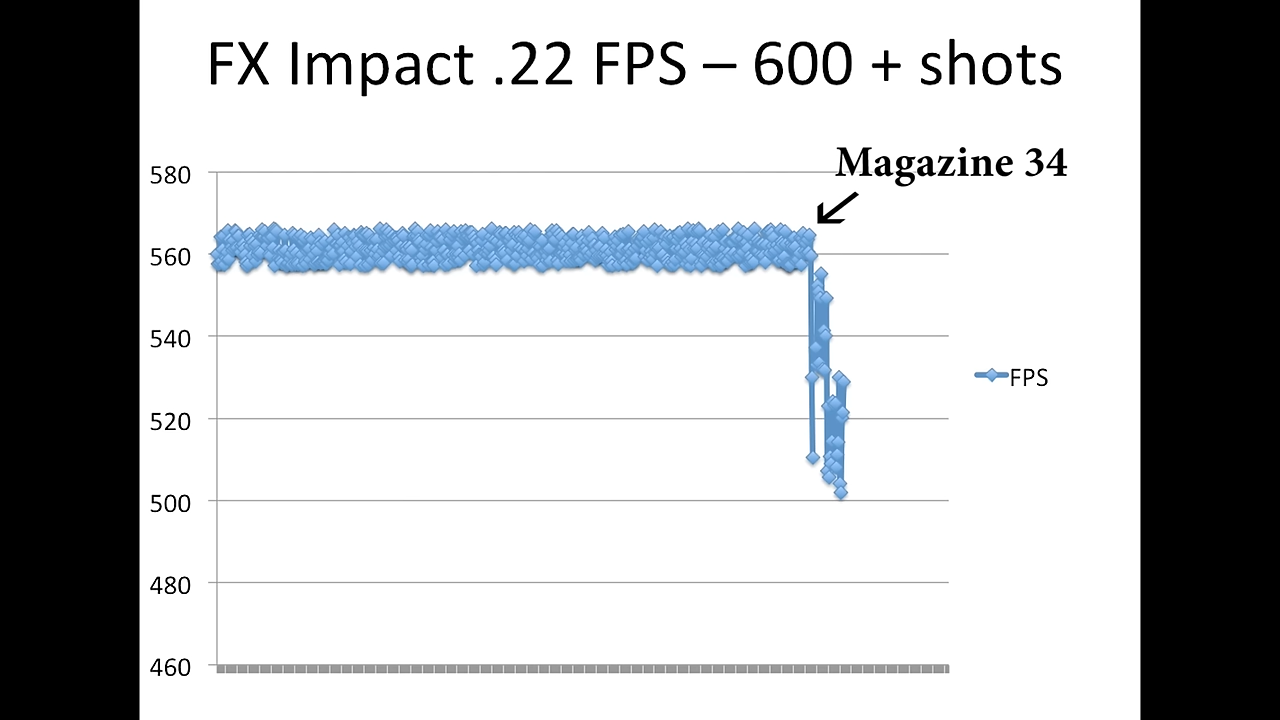 FX Impact .22 FPS – 600 + shots
Magazine 34
580
560
540
520
500
480
460
FPS